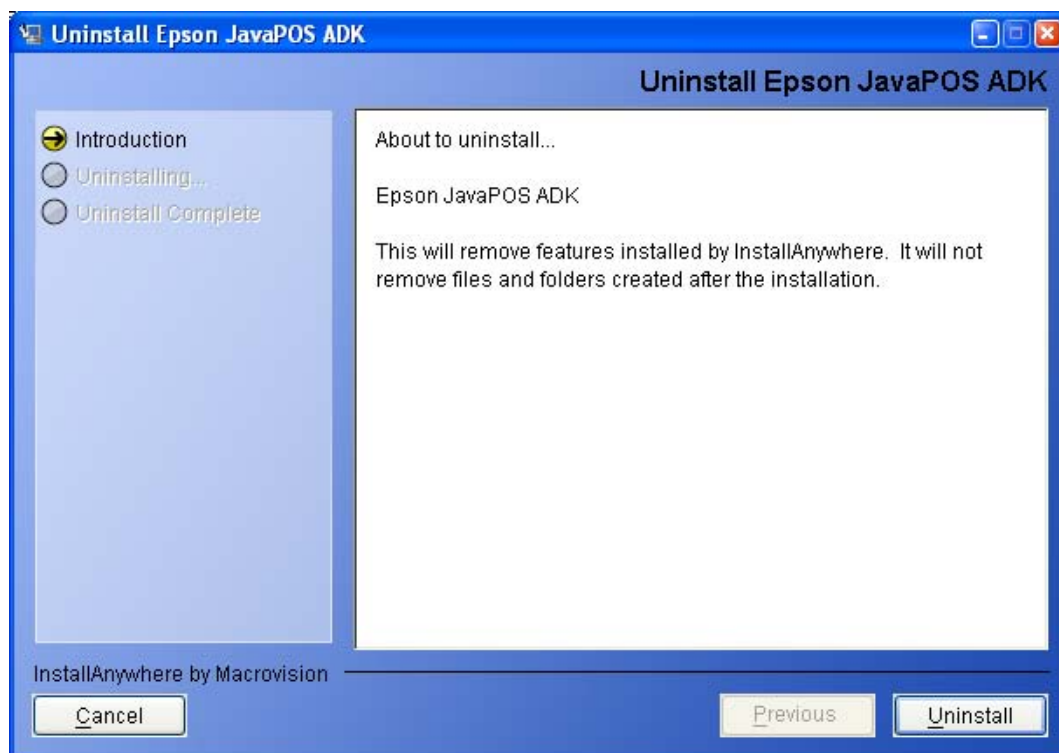 Uninstall Epson JavaPOS ADK
Uninstall Epson JavaPOS ADK
Introduction
Uninstalling...
Uninstall Complete
About to uninstall...
Epson JavaPOS ADK
This will remove features installed by InstallAnywhere. It will not
remove files and folders created after the installation.
InstallAnywhere by Macrovision
Cancel
Previous
Uninstall